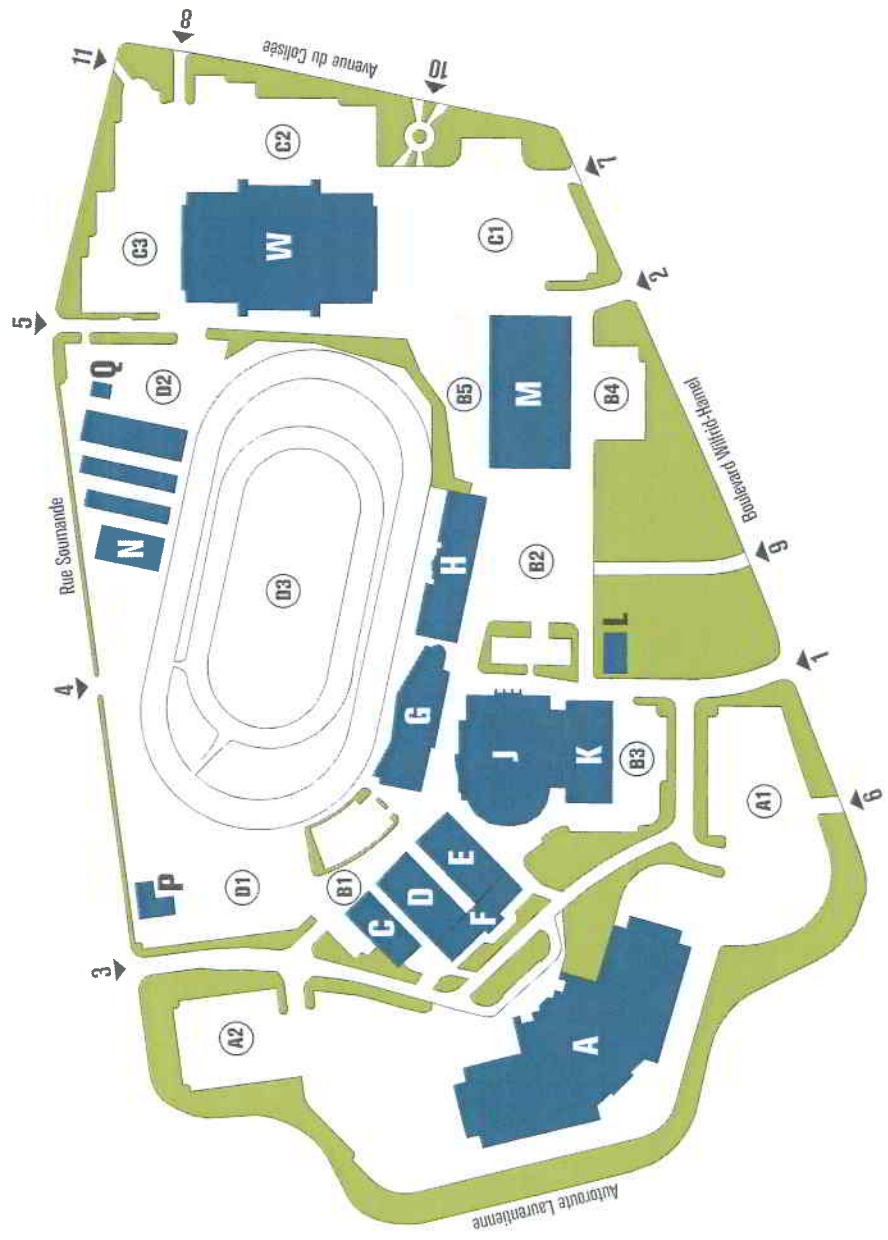 11
8
Avenue du Colisée
10
C2
C3
W
C1
7
2
5
Q
D2
B5
M
B4
Boulevard Wilfrid-Hamel
Rue Soumande
N
D3
H
B2
9
L
4
G
J
K
B3
1
A1
6
P
D1
B1
C
D
E
F
3
A2
A
Autoroute Laurentienne